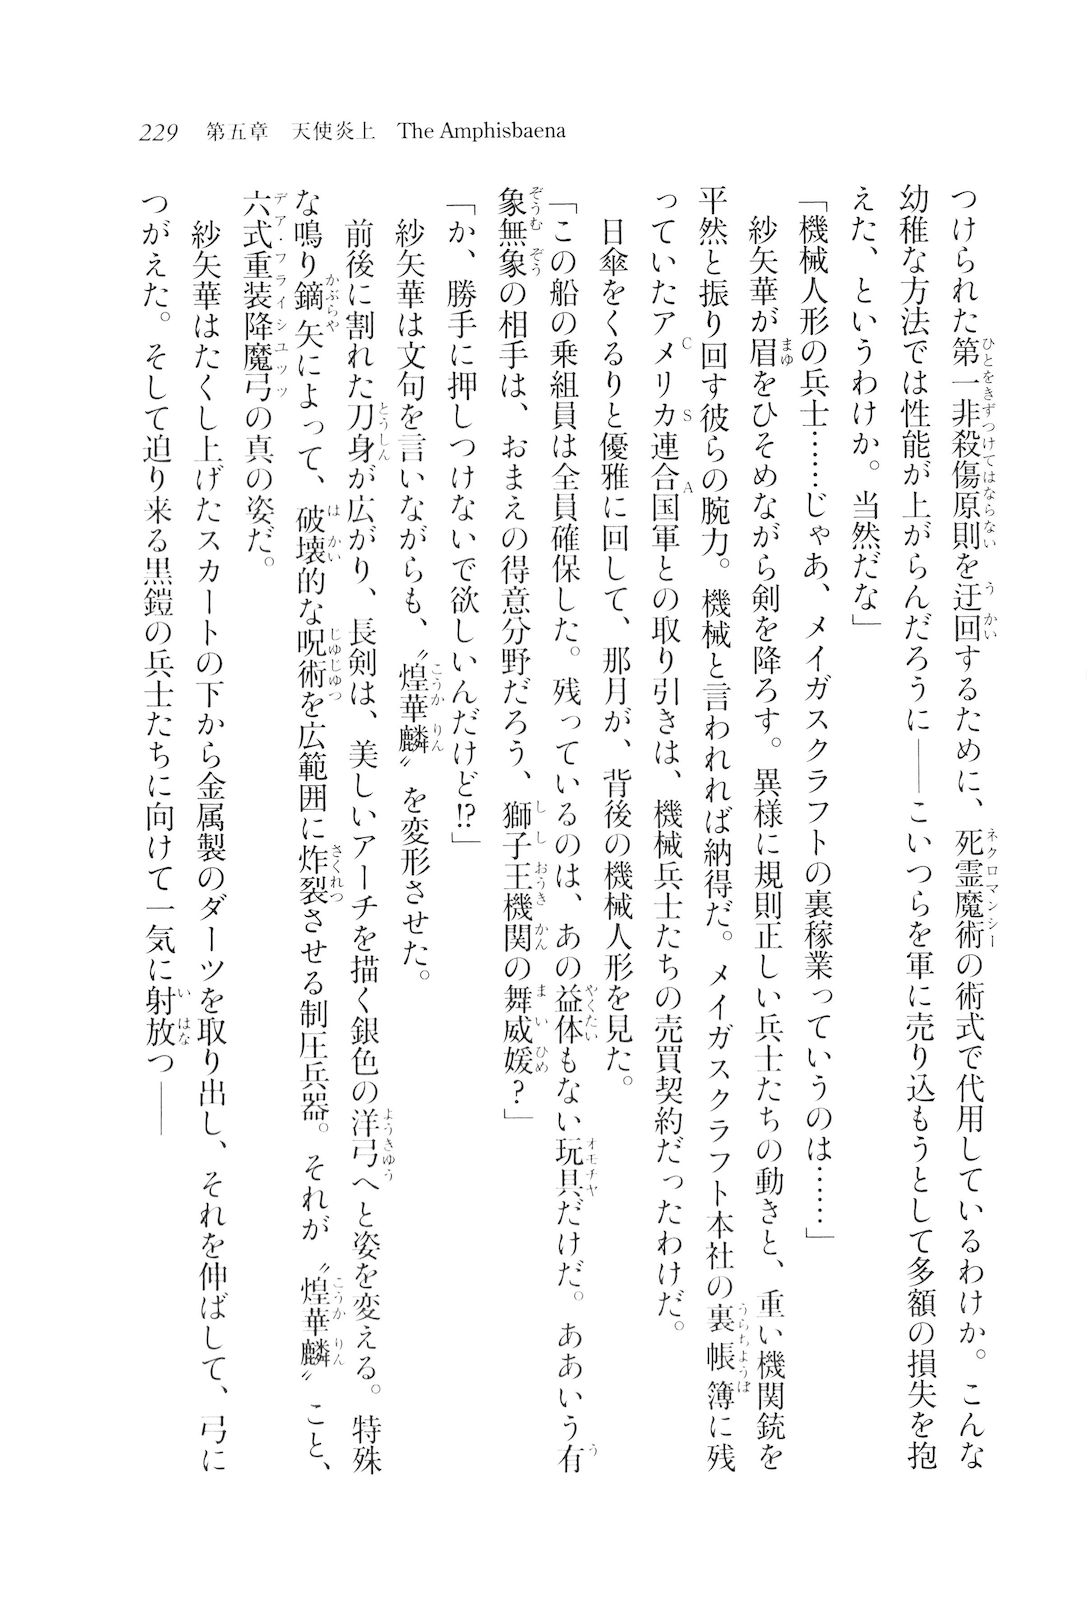 229　第五章　天使炎上　The Amphisbaena
つけられた第一非殺傷原則を迂回するために、死霊魔術の術式で代用しているわけか。こんな
幼稚な方法では性能が上がらんだろうに――こいつらを軍に売り込もうとして多額の損失を抱
えた、というわけか。当然だな」
「機械人形の兵士……じゃあ、メイガスクラフトの裏稼業っていうのは……」
　紗矢華が眉をひそめながら剣を降ろす。異様に規則正しい兵士たちの動きと、重い機関銃を
平然と振り回す彼らの腕力。機械と言われれば納得だ。メイガスクラフト本社の裏帳簿に残
っていたアメリカ連合国軍との取り引きは、機械兵士たちの売買契約だったわけだ。
　日傘をくるりと優雅に回して、那月が、背後の機械人形を見た。
「この船の乗組員は全員確保した。残っているのは、あの益体もない玩具だけだ。ああいう有
象無象の相手は、おまえの得意分野だろう、獅子王機関の舞威媛？」
「か、勝手に押しつけないで欲しいんだけど!?」
　紗矢華は文句を言いながらも、〝煌華麟〟を変形させた。
　前後に割れた刀身が広がり、長剣は、美しいアーチを描く銀色の洋弓へと姿を変える。特殊
な鳴り鏑矢によって、破壊的な呪術を広範囲に炸裂させる制圧兵器。それが〝煌華麟〟こと、
六式重装降魔弓の真の姿だ。
　紗矢華はたくし上げたスカートの下から金属製のダーツを取り出し、それを伸ばして、弓に
つがえた。そして迫り来る黒鎧の兵士たちに向けて一気に射放つ――